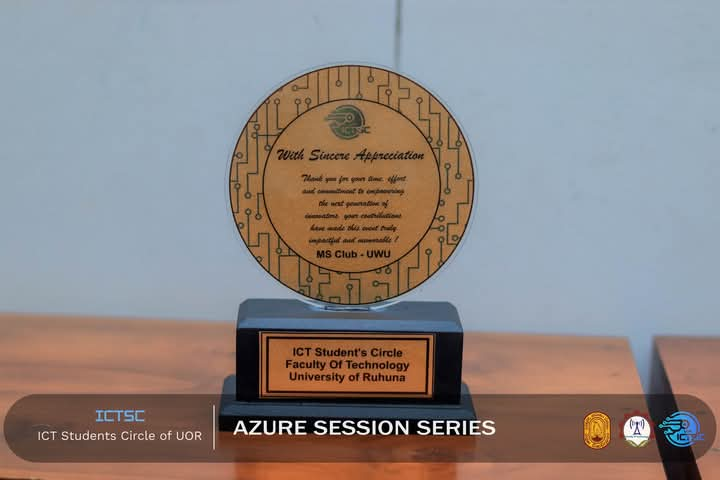 ICTSC
With Sincere Appreciation
Thank you for your time, effort
and commitment to empowering
the next generation of
innovators, your contributions
have made this event truly
impactful and memorable !
MS Club - UWU
ICT Student's Circle
Faculty Of Technology
University of Ruhuna
ICTSC
ICT Students Circle of UOR
AZURE SESSION SERIES
ICTSC